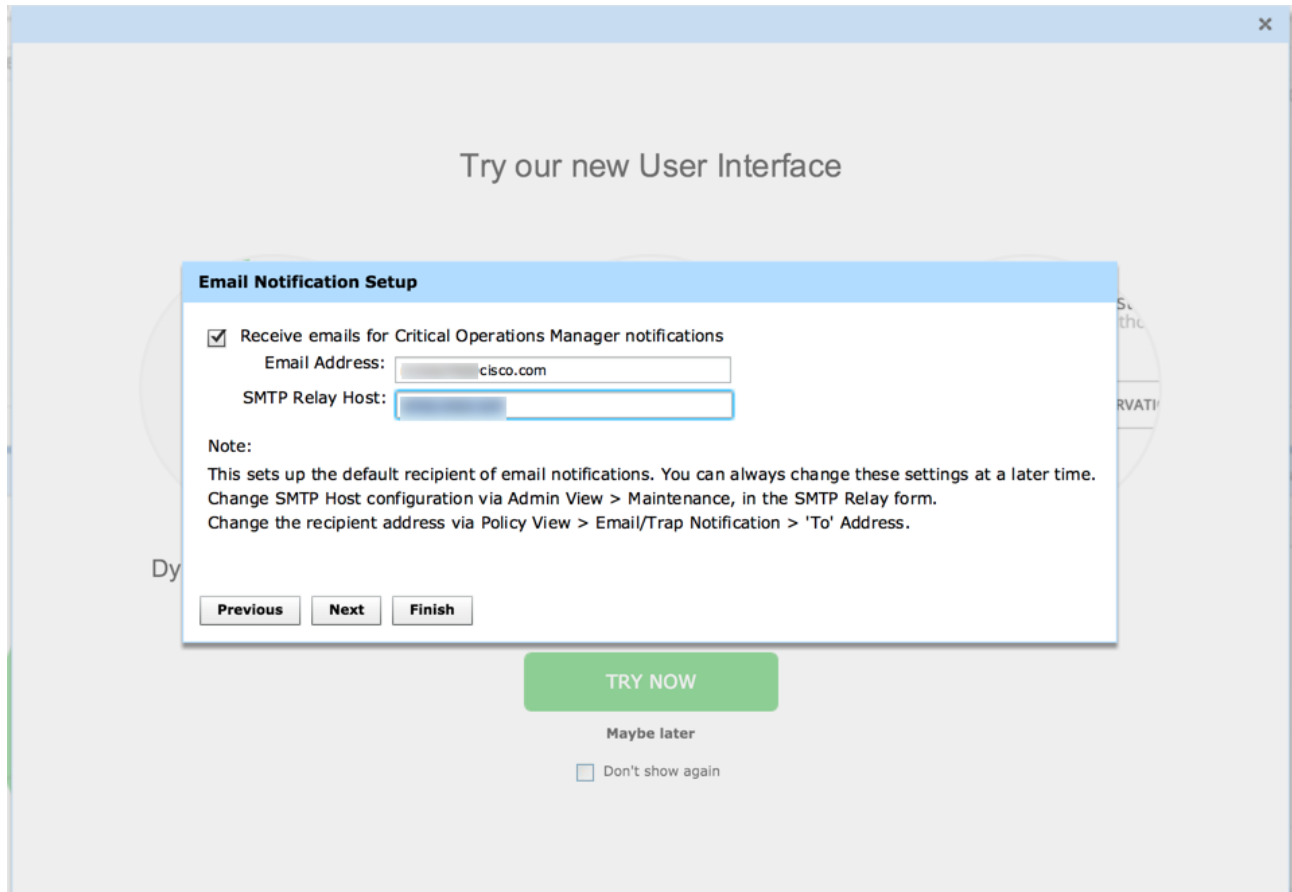 Try our new User Interface
Email Notification Setup
Receive emails for Critical Operations Manager notifications
Email Address: cisco.com
SMTP Relay Host:
Note:
This sets up the default recipient of email notifications. You can always change these settings at a later time.
Change SMTP Host configuration via Admin View > Maintenance, in the SMTP Relay form.
Change the recipient address via Policy View > Email/Trap Notification > 'To' Address.
Previous Next Finish
TRY NOW
Maybe later
Don't show again